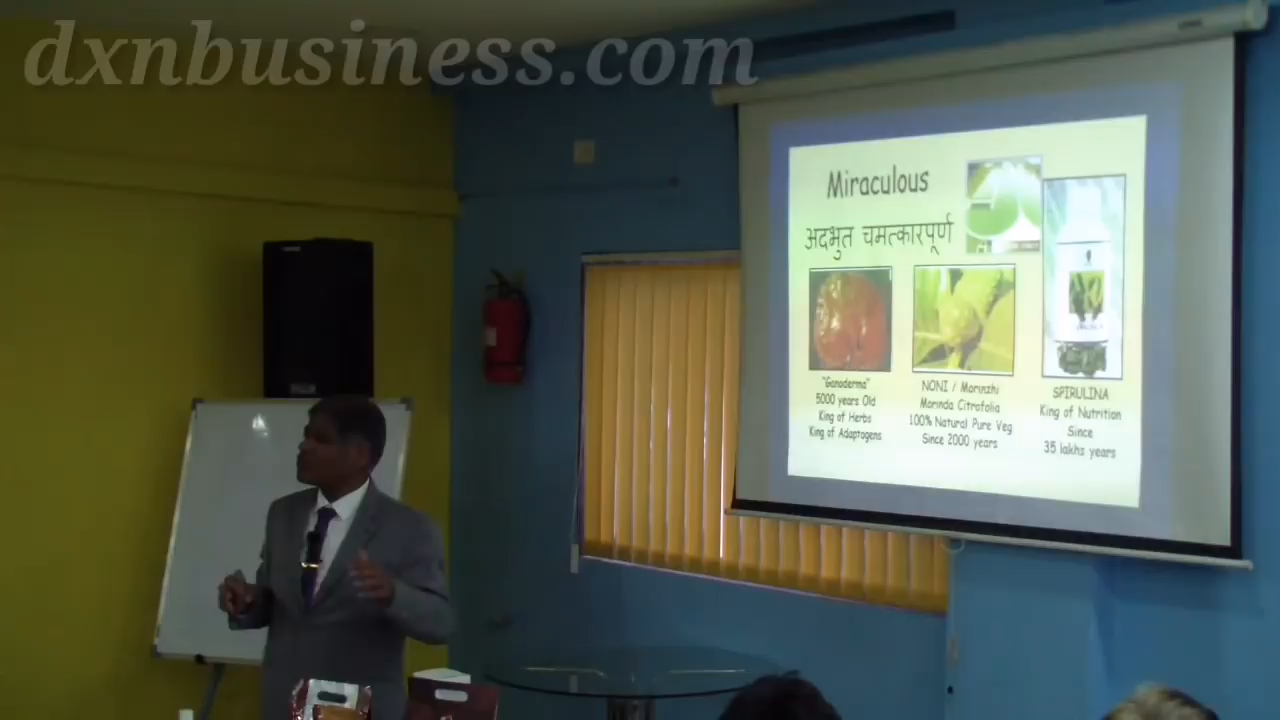 dxnbusiness.com
Miraculous
अदभुत चमत्कारपूर्ण
"Ganoderma"
5000 years Old
King of Herbs
King of Adaptogens
NONI / Morinzhi
Morinda Citrofolia
100% Natural Pure Veg
Since 2000 years
SPIRULINA
King of Nutrition
Since
35 lakhs years